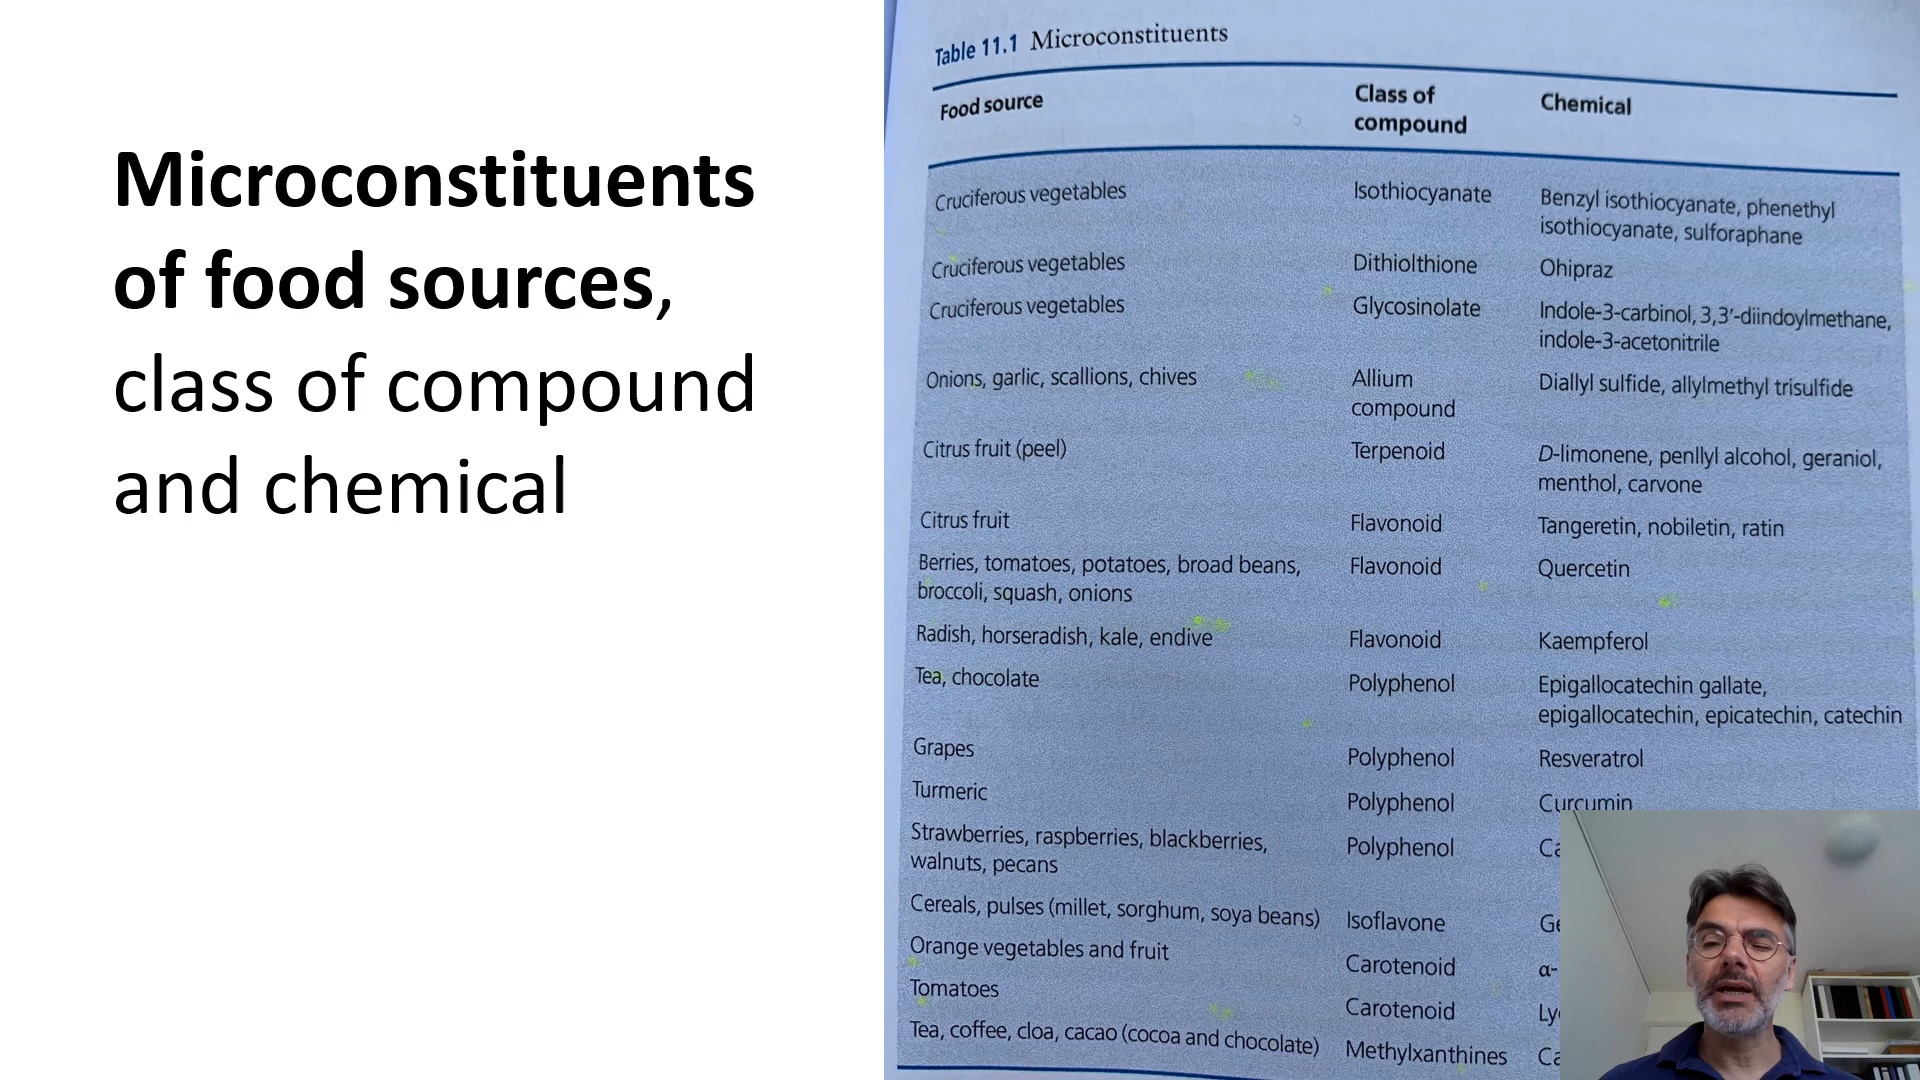 Microconstituents
of food sources,
class of compound
and chemical
Table 11.1 Microconstituents
Food source
Class of
compound
Chemical
Cruciferous vegetables
Isothiocyanate
Benzyl isothiocyanate, phenethyl
isothiocyanate, sulforaphane
Cruciferous vegetables
Dithiolthione
Ohipraz
Cruciferous vegetables
Glycosinolate
Indole-3-carbinol, 3,3′-diindoylmethane,
indole-3-acetonitrile
Onions, garlic, scallions, chives
Allium
compound
Diallyl sulfide, allylmethyl trisulfide
Citrus fruit (peel)
Terpenoid
D-limonene, penllyl alcohol, geraniol,
menthol, carvone
Citrus fruit
Flavonoid
Tangeretin, nobiletin, ratin
Berries, tomatoes, potatoes, broad beans,
broccoli, squash, onions
Flavonoid
Quercetin
Radish, horseradish, kale, endive
Flavonoid
Kaempferol
Tea, chocolate
Polyphenol
Epigallocatechin gallate,
epigallocatechin, epicatechin, catechin
Grapes
Polyphenol
Resveratrol
Turmeric
Polyphenol
Curcumin
Strawberries, raspberries, blackberries,
walnuts, pecans
Polyphenol
Cereals, pulses (millet, sorghum, soya beans)
Isoflavone
Orange vegetables and fruit
Carotenoid
α-
Tomatoes
Carotenoid
Tea, coffee, cloa, cacao (cocoa and chocolate)
Methylxanthines